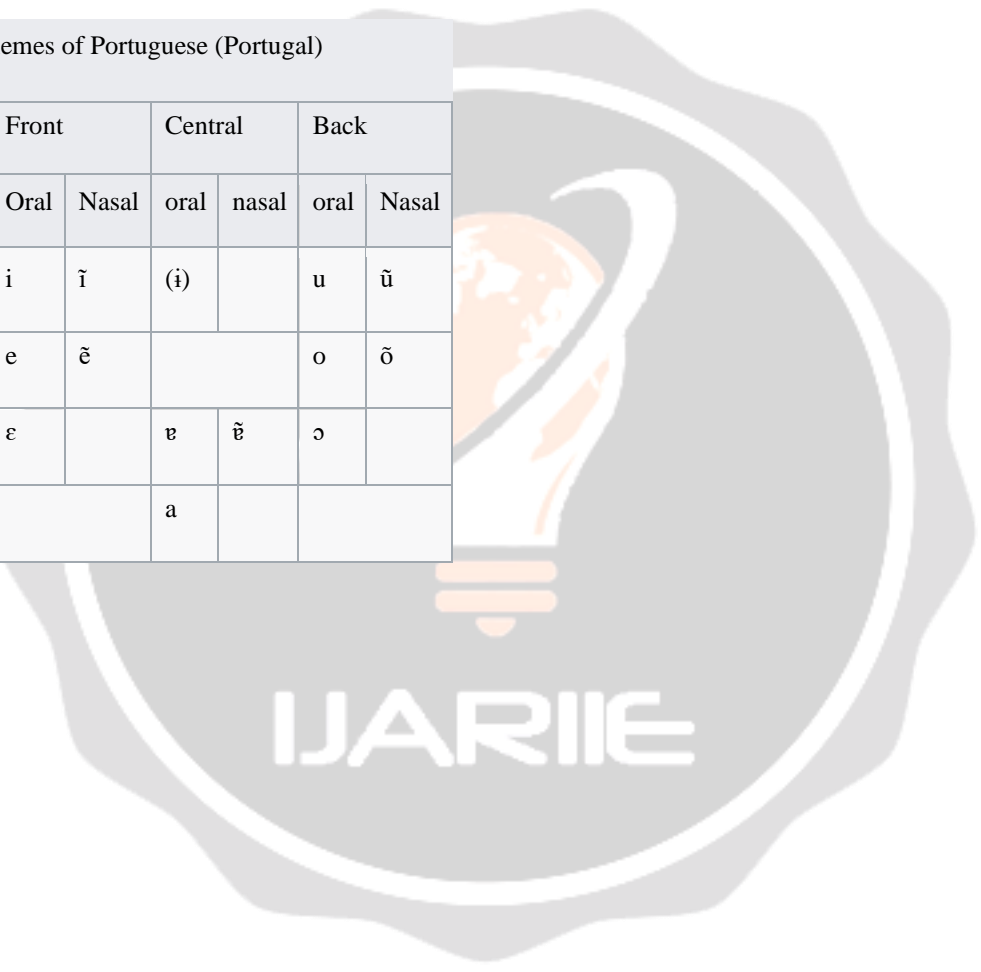 emes of Portuguese (Portugal)
Front Central Back
Oral Nasal oral nasal oral Nasal
i ĩ (ɨ) u ũ
e ẽ o õ
ɛ ɐ ɐ̃ ɔ
a
IJARIIE